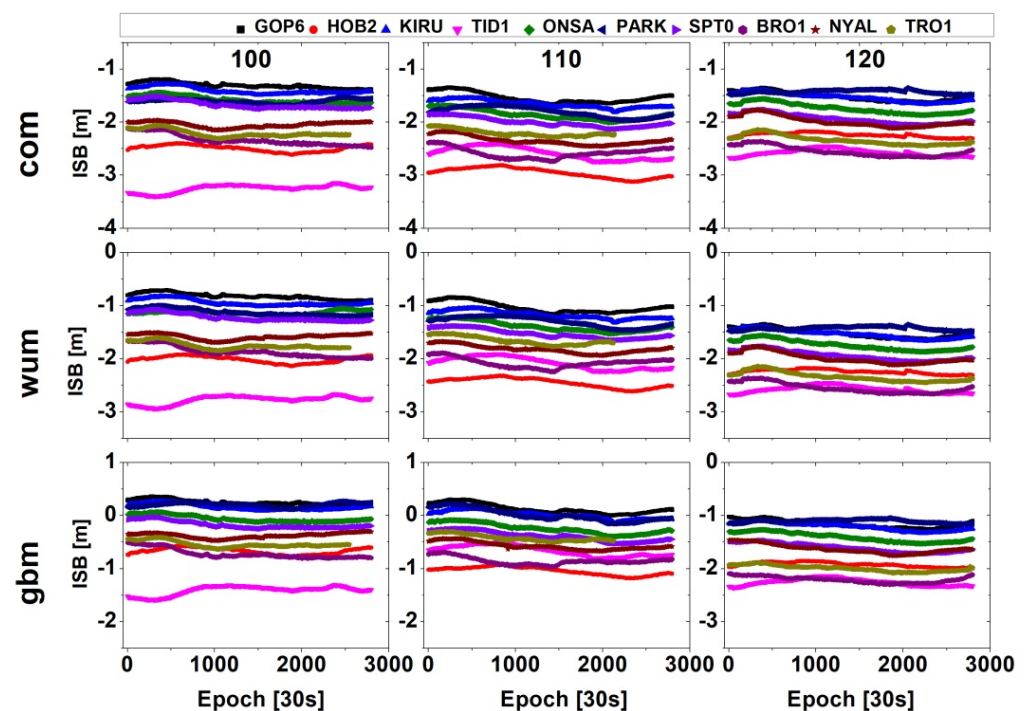 GOP6 HOB2 KIRU TID1 ONSA PARK SPT0 BRO1 NYAL TRO1
100 110 120
com
ISB [m]
-1 -2 -3 -4
-1 -2 -3 -4
-1 -2 -3 -4
wum
ISB [m]
0 -1 -2 -3
0 -1 -2 -3
0 -1 -2 -3
gbm
ISB [m]
1 0 -1 -2
1 0 -1 -2
0 -1 -2 -3
0 1000 2000 3000 0 1000 2000 3000 0 1000 2000 3000
Epoch [30s] Epoch [30s] Epoch [30s]